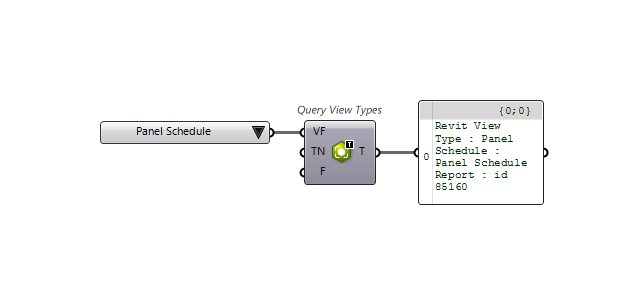 Query View Types
Panel Schedule
VF
TN
F
T
T
{0;0}
0
Revit View
Type : Panel
Schedule :
Panel Schedule
Report : id
85160